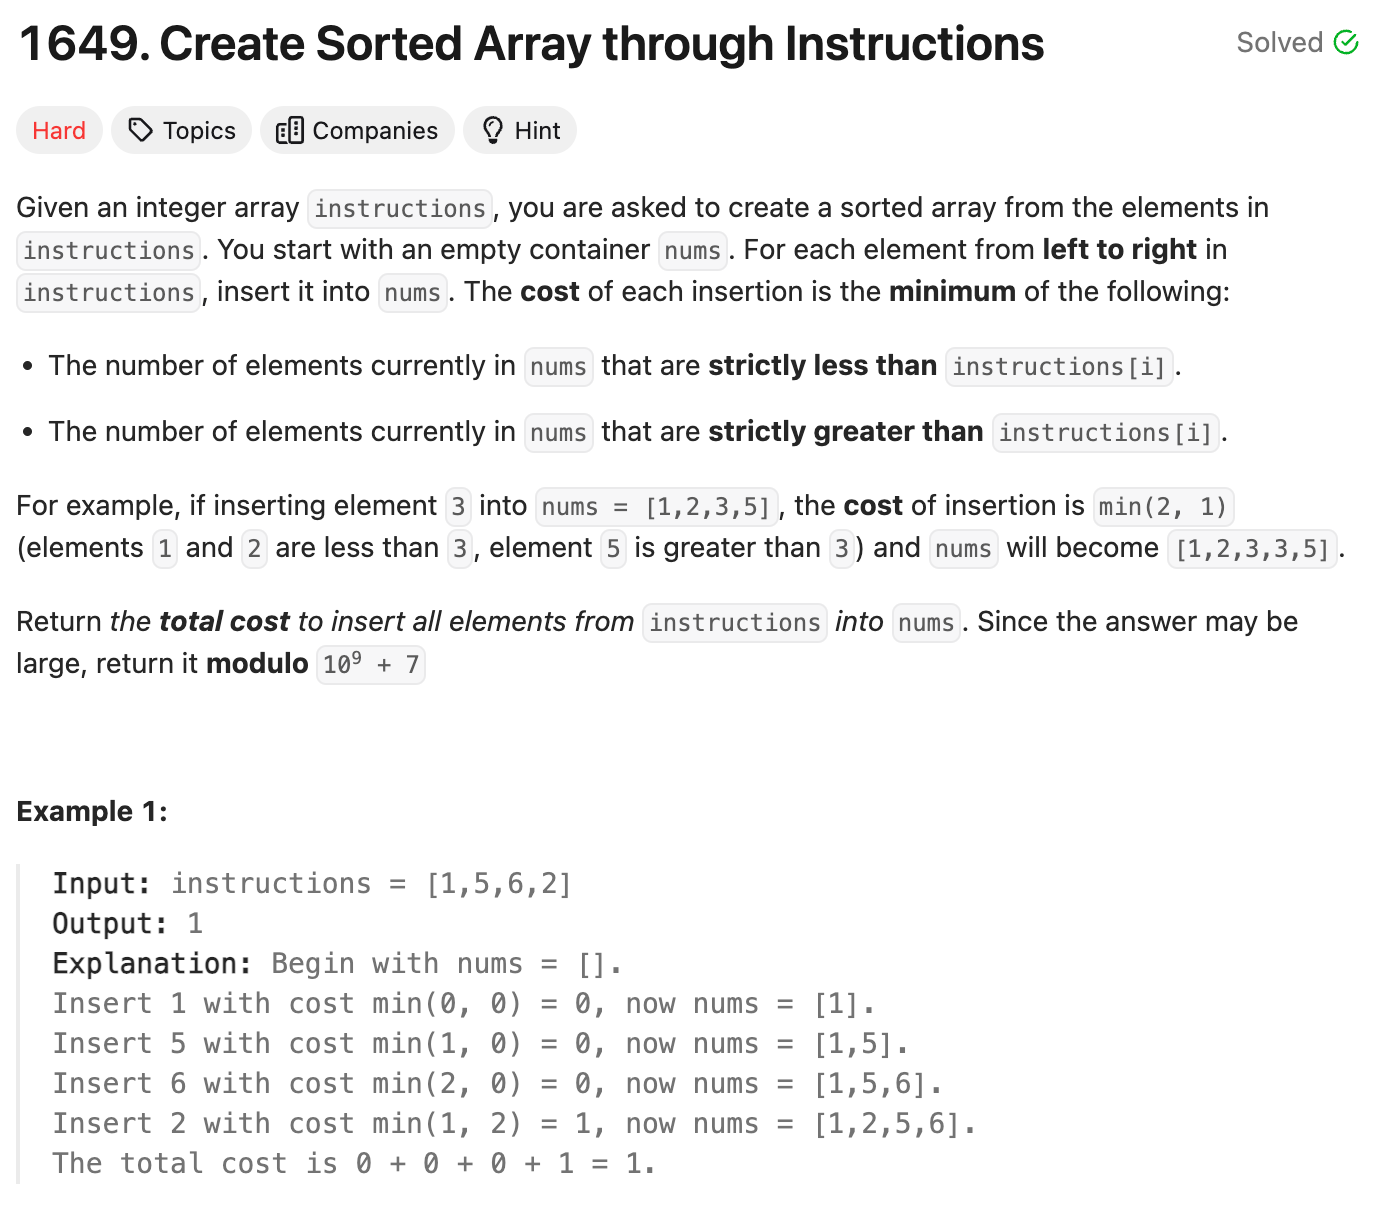 1649. Create Sorted Array through Instructions
Solved
Hard
Topics
Companies
Hint
Given an integer array instructions, you are asked to create a sorted array from the elements in
instructions. You start with an empty container nums. For each element from left to right in
instructions, insert it into nums. The cost of each insertion is the minimum of the following:
• The number of elements currently in nums that are strictly less than instructions[i].
• The number of elements currently in nums that are strictly greater than instructions[i].
For example, if inserting element 3 into nums = [1,2,3,5], the cost of insertion is min(2, 1)
(elements 1 and 2 are less than 3, element 5 is greater than 3) and nums will become [1,2,3,3,5].
Return the total cost to insert all elements from instructions into nums. Since the answer may be
large, return it modulo 10⁹ + 7
Example 1:
Input: instructions = [1,5,6,2]
Output: 1
Explanation: Begin with nums = [].
Insert 1 with cost min(0, 0) = 0, now nums = [1].
Insert 5 with cost min(1, 0) = 0, now nums = [1,5].
Insert 6 with cost min(2, 0) = 0, now nums = [1,5,6].
Insert 2 with cost min(1, 2) = 1, now nums = [1,2,5,6].
The total cost is 0 + 0 + 0 + 1 = 1.